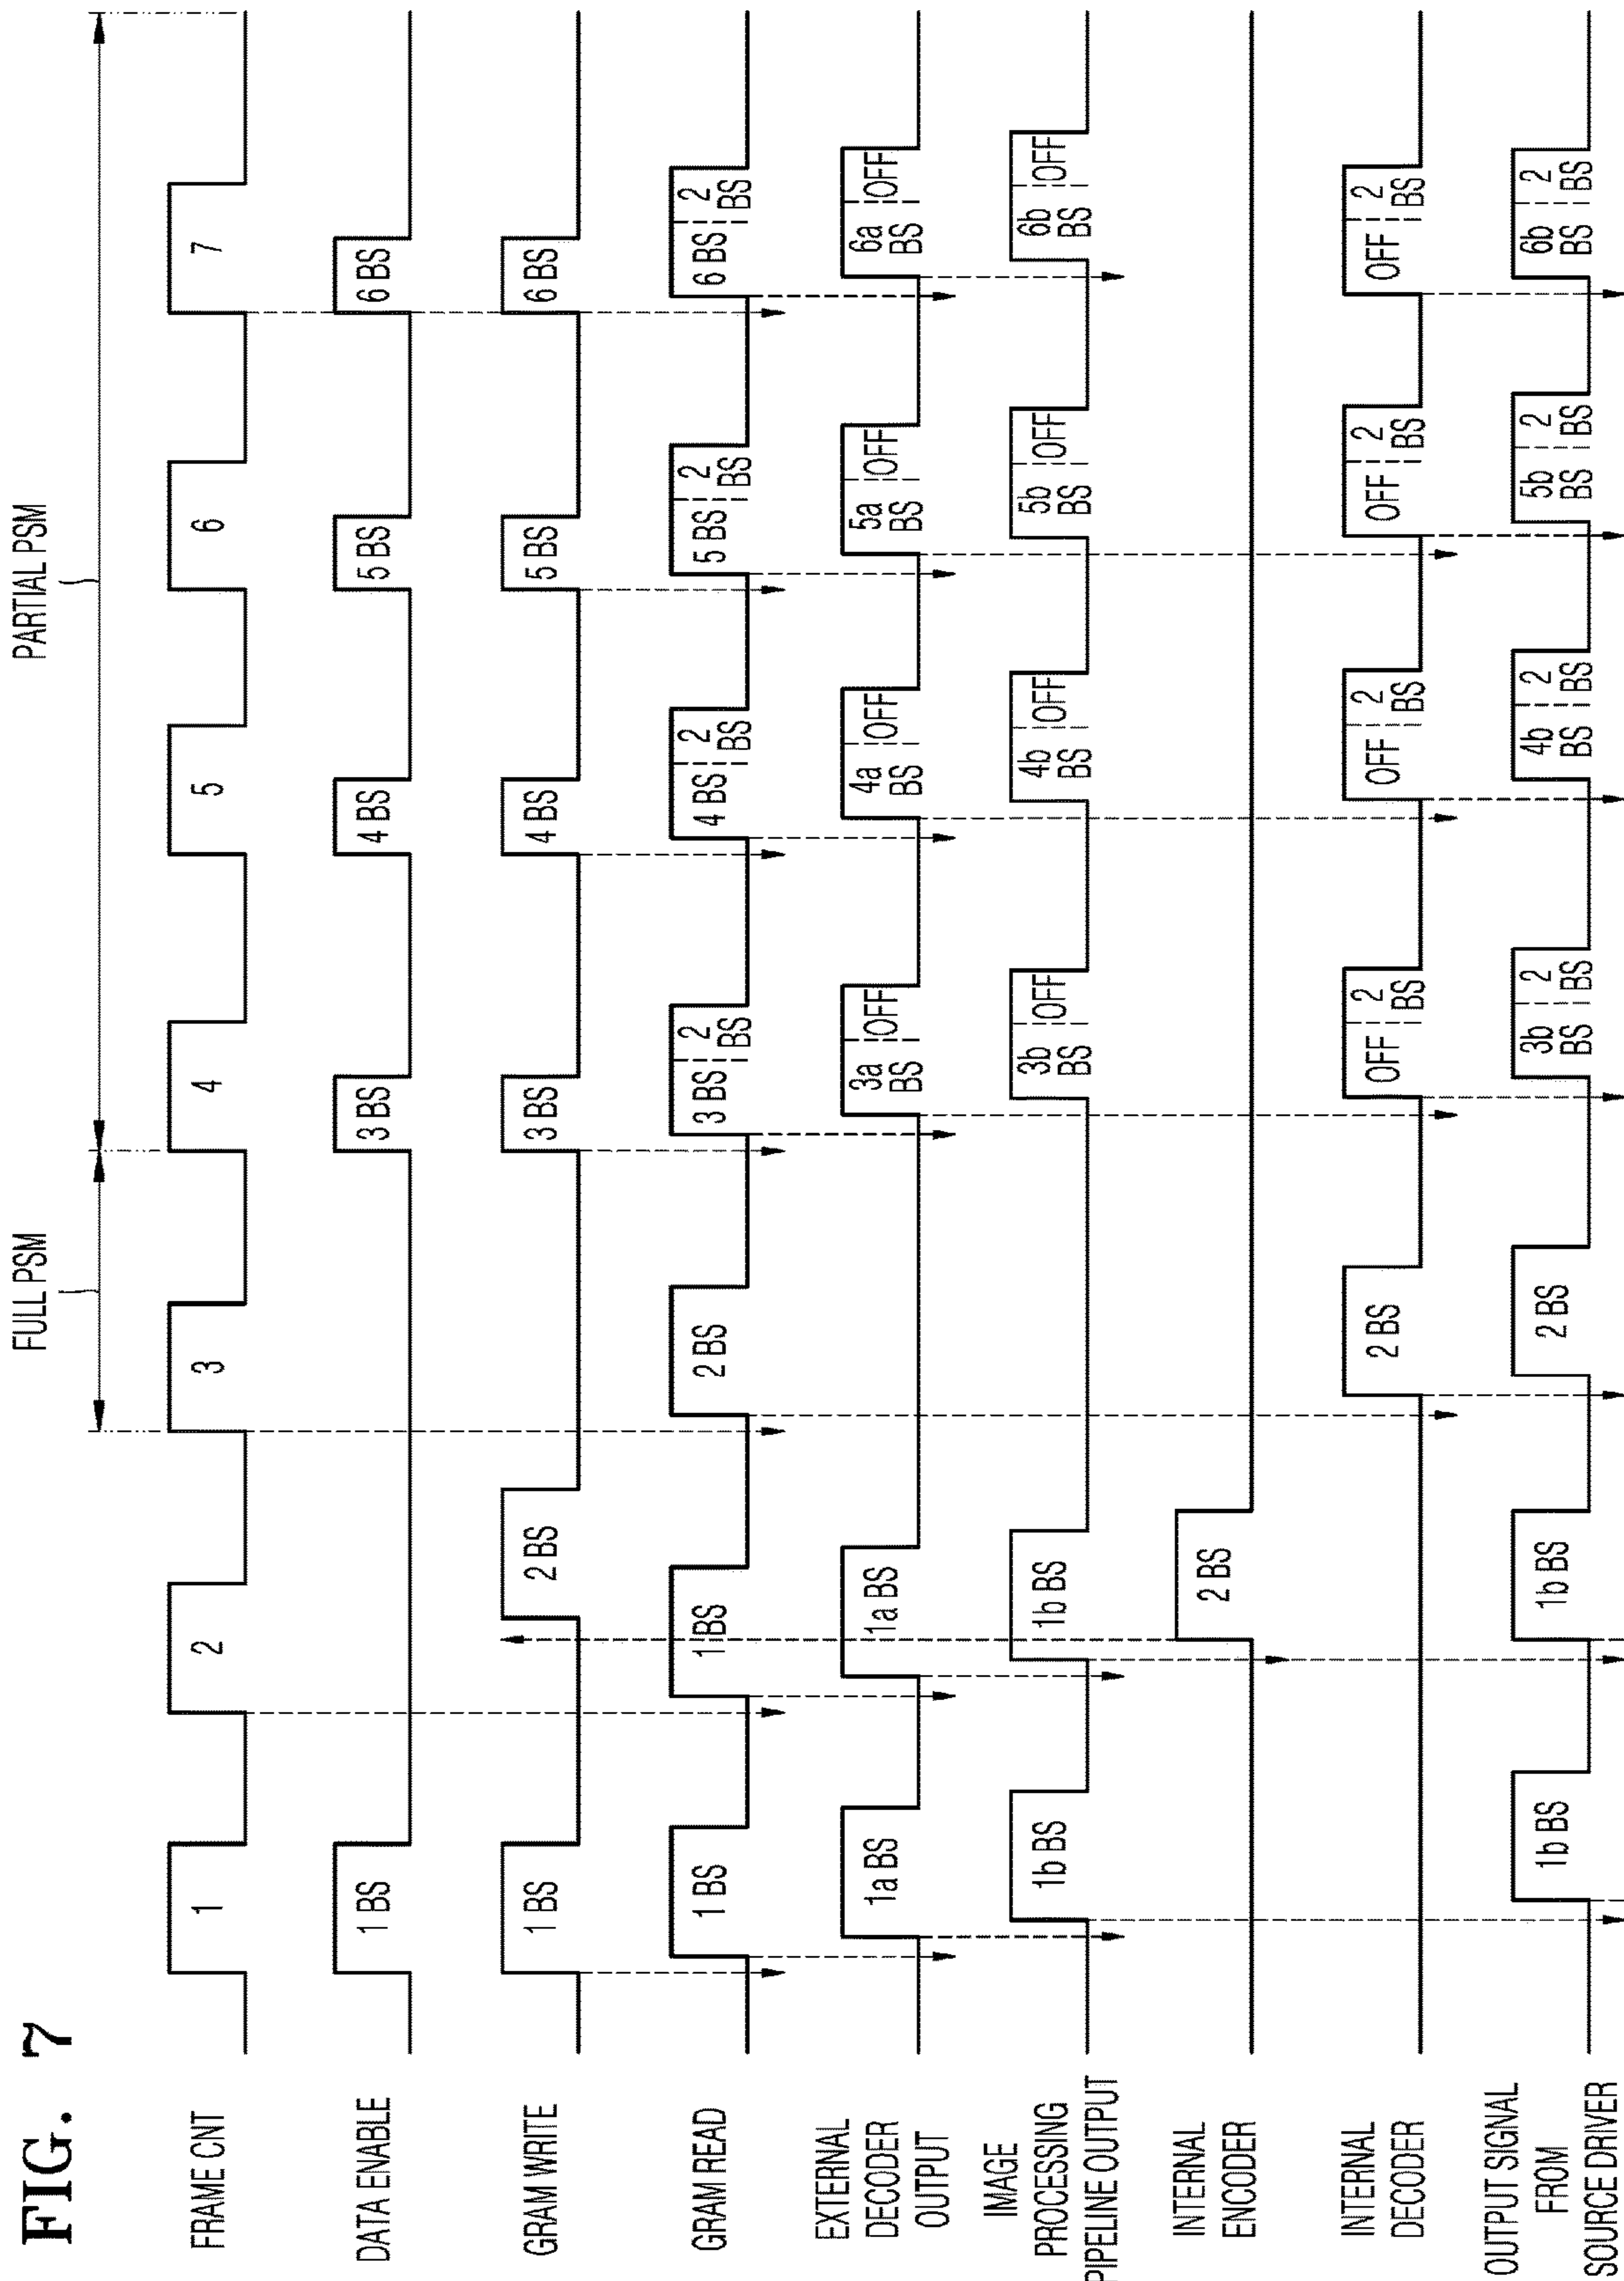 FIG. 7
FULL PSM
PARTIAL PSM
FRAME CNT
1
2
3
4
5
6
7
DATA ENABLE
1 BS
3 BS
4 BS
5 BS
6 BS
GRAM WRITE
1 BS
2 BS
3 BS
4 BS
5 BS
6 BS
GRAM READ
1 BS
1 BS
2 BS
3 BS
2
BS
4 BS
2
BS
5 BS
2
BS
6 BS
2
BS
EXTERNAL
DECODER
OUTPUT
1a BS
1a BS
3a
BS
OFF
4a
BS
OFF
5a
BS
OFF
6a
BS
OFF
IMAGE
PROCESSING
PIPELINE OUTPUT
1b BS
1b BS
3b
BS
OFF
4b
BS
OFF
5b
BS
OFF
6b
BS
OFF
INTERNAL
ENCODER
2 BS
INTERNAL
DECODER
2 BS
OFF
2
BS
OFF
2
BS
OFF
2
BS
OFF
2
BS
OUTPUT SIGNAL
FROM
SOURCE DRIVER
1b BS
1b BS
2 BS
3b
BS
2
BS
4b
BS
2
BS
5b
BS
2
BS
6b
BS
2
BS